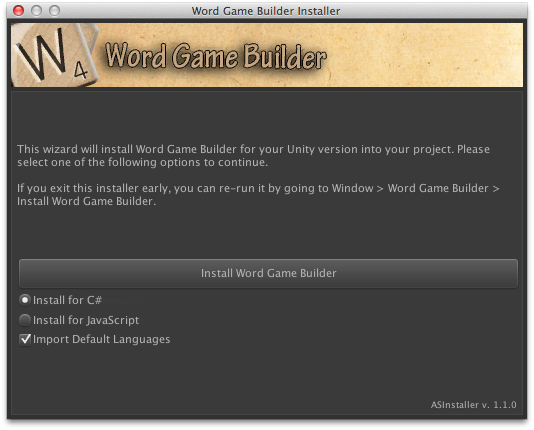 Word Game Builder Installer
W4
Word Game Builder
This wizard will install Word Game Builder for your Unity version into your project. Please
select one of the following options to continue.
If you exit this installer early, you can re-run it by going to Window > Word Game Builder >
Install Word Game Builder.
Install Word Game Builder
Install for C#
Install for JavaScript
Import Default Languages
ASInstaller v. 1.1.0